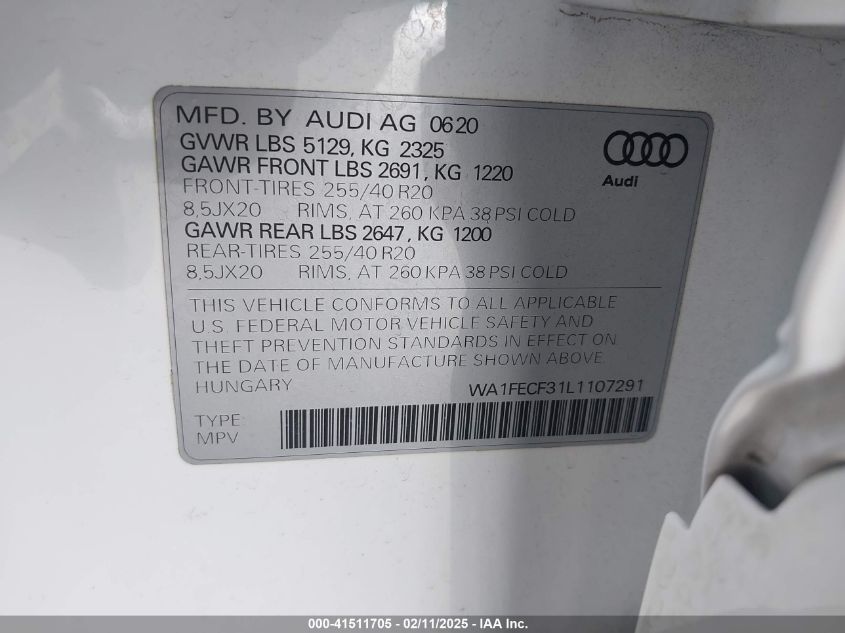 MFD. BY AUDI AG 0620
GVWR LBS 5129, KG 2325
GAWR FRONT LBS 2691, KG 1220
FRONT-TIRES 255/40 R20
8,5JX20 RIMS, AT 260 KPA 38 PSI COLD
GAWR REAR LBS 2647, KG 1200
REAR-TIRES 255/40 R20
8,5JX20 RIMS, AT 260 KPA 38 PSI COLD
Audi
THIS VEHICLE CONFORMS TO ALL APPLICABLE
U.S. FEDERAL MOTOR VEHICLE SAFETY AND
THEFT PREVENTION STANDARDS IN EFFECT ON
THE DATE OF MANUFACTURE SHOWN ABOVE.
HUNGARY WA1FECF31L1107291
TYPE:
MPV
000-41511705 - 02/11/2025 - IAA Inc.